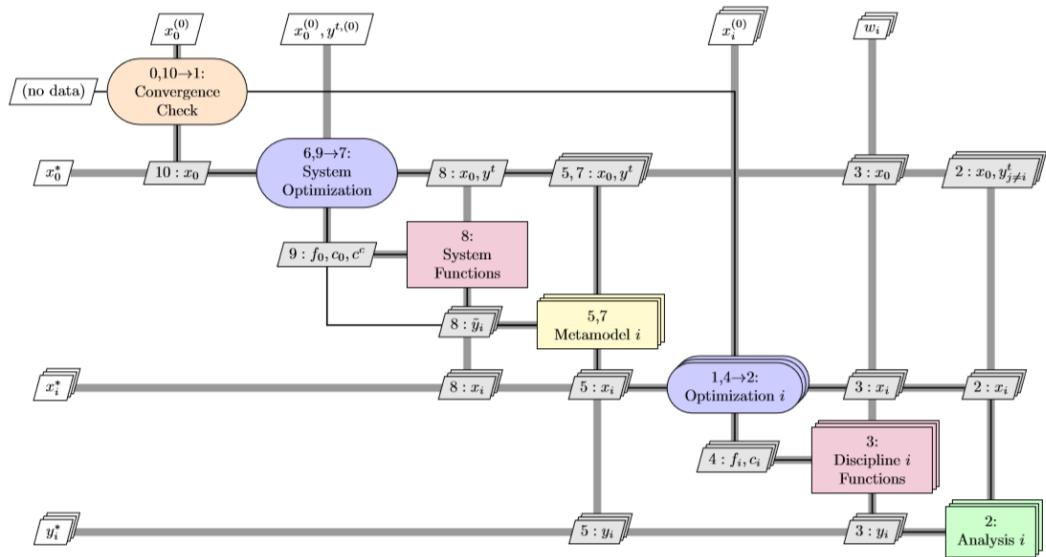 x_0^{(0)}
x_0^{(0)}, y^{t,(0)}
x_i^{(0)}
w_i
(no data)
0,10→1:
Convergence
Check
x_0^*
10 : x_0
6,9→7:
System
Optimization
8 : x_0, y^t
5, 7 : x_0, y^t
3 : x_0
2 : x_0, y_{j≠i}^t
9 : f_0, c_0, c^c
8:
System
Functions
8 : ỹ_i
5,7
Metamodel i
x_i^*
8 : x_i
5 : x_i
1,4→2:
Optimization i
3 : x_i
2 : x_i
4 : f_i, c_i
3:
Discipline i
Functions
y_i^*
5 : y_i
3 : y_i
2:
Analysis i